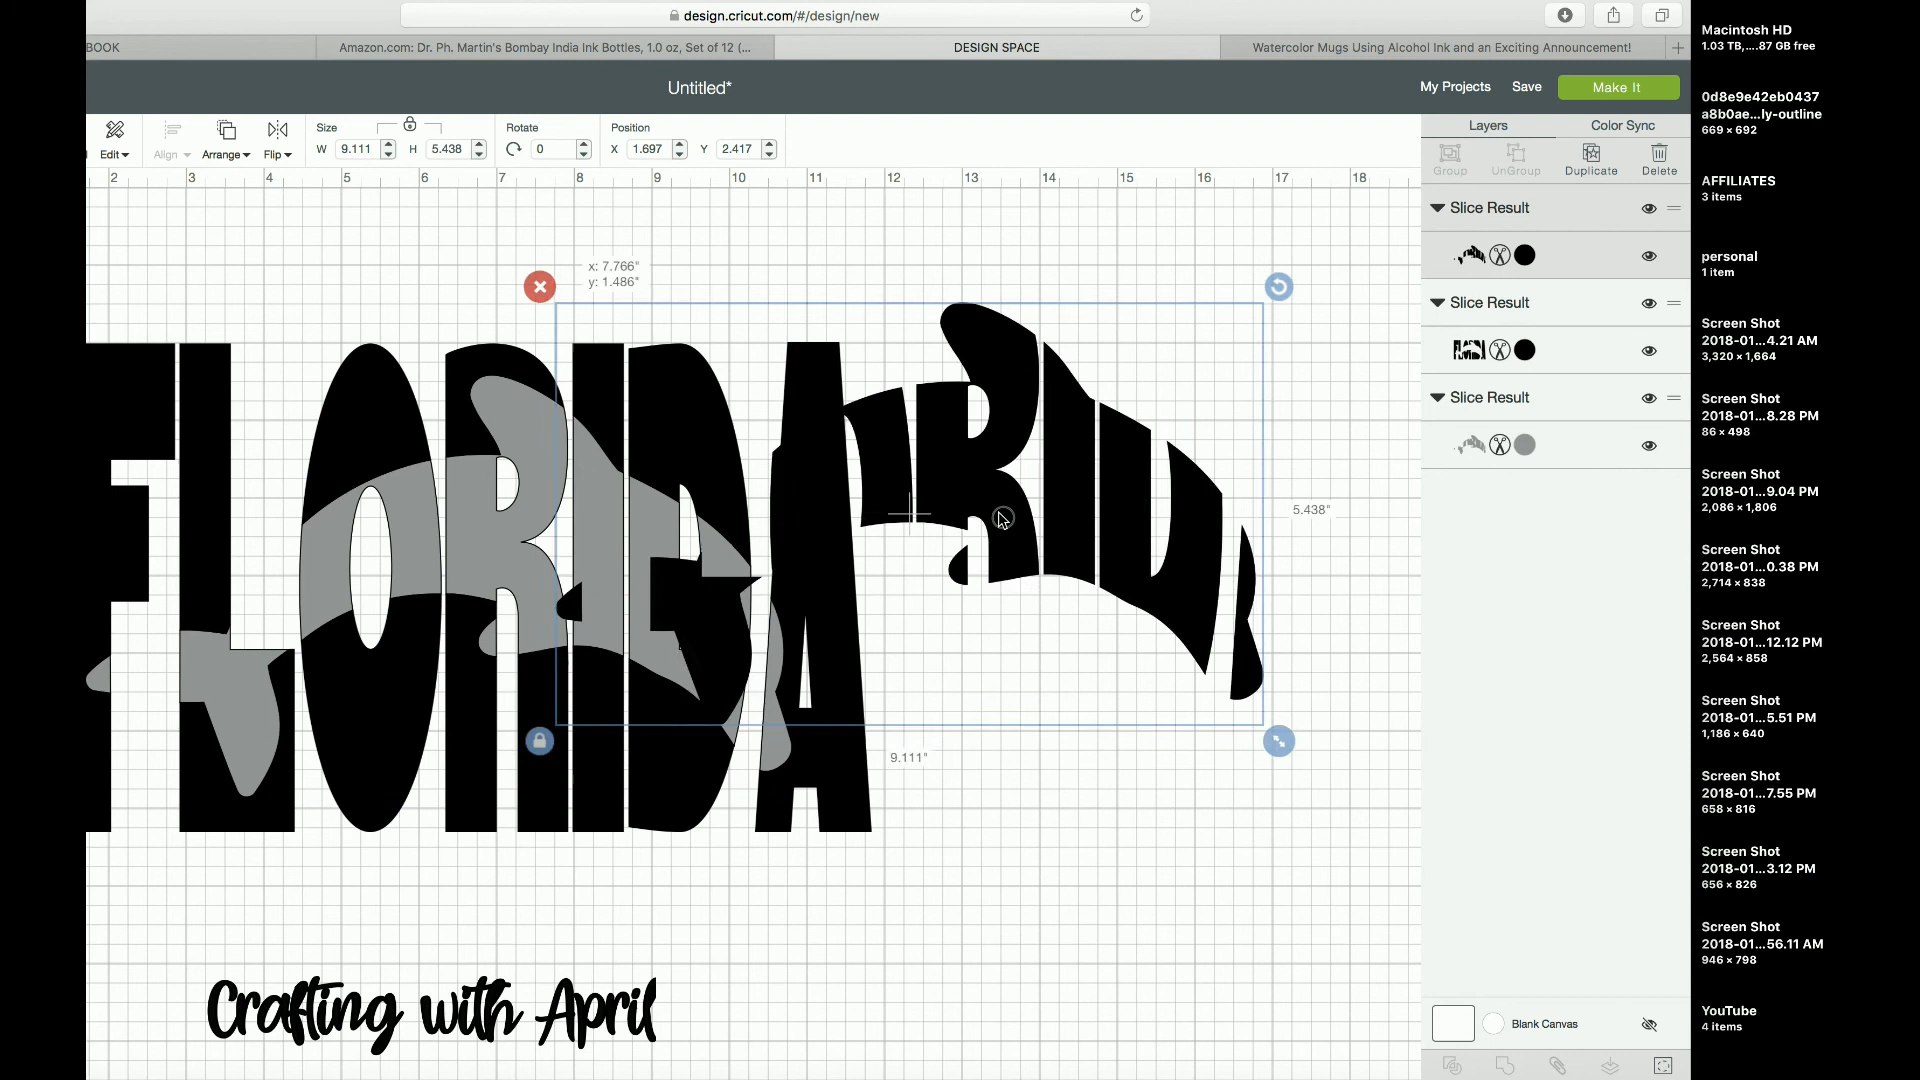 design.cricut.com/#/design/new
BOOK
Amazon.com: Dr. Ph. Martin's Bombay India Ink Bottles, 1.0 oz, Set of 12 (...
DESIGN SPACE
Watercolor Mugs Using Alcohol Ink and an Exciting Announcement!
Untitled*
My Projects
Save
Make It
Edit
Align
Arrange
Flip
Size
W 9.111
H 5.438
Rotate
0
Position
X 1.697
Y 2.417
Layers
Color Sync
Group
UnGroup
Duplicate
Delete
2 3 4 5 6 7 8 9 10 11 12 13 14 15 16 17 18
Slice Result
Slice Result
Slice Result
x: 7.766"
y: 1.486"
5.438"
9.111"
FLORIDA
Crafting with April
Blank Canvas
Macintosh HD
1.03 TB,....87 GB free
0d8e9e42eb0437
a8b0ae...ly-outline
669 × 692
AFFILIATES
3 items
personal
1 item
Screen Shot
2018-01...4.21 AM
3,320 × 1,664
Screen Shot
2018-01...8.28 PM
86 × 498
Screen Shot
2018-01...9.04 PM
2,086 × 1,806
Screen Shot
2018-01...0.38 PM
2,714 × 838
Screen Shot
2018-01...12.12 PM
2,564 × 858
Screen Shot
2018-01...5.51 PM
1,186 × 640
Screen Shot
2018-01...7.55 PM
658 × 816
Screen Shot
2018-01...3.12 PM
656 × 826
Screen Shot
2018-01...56.11 AM
946 × 798
YouTube
4 items